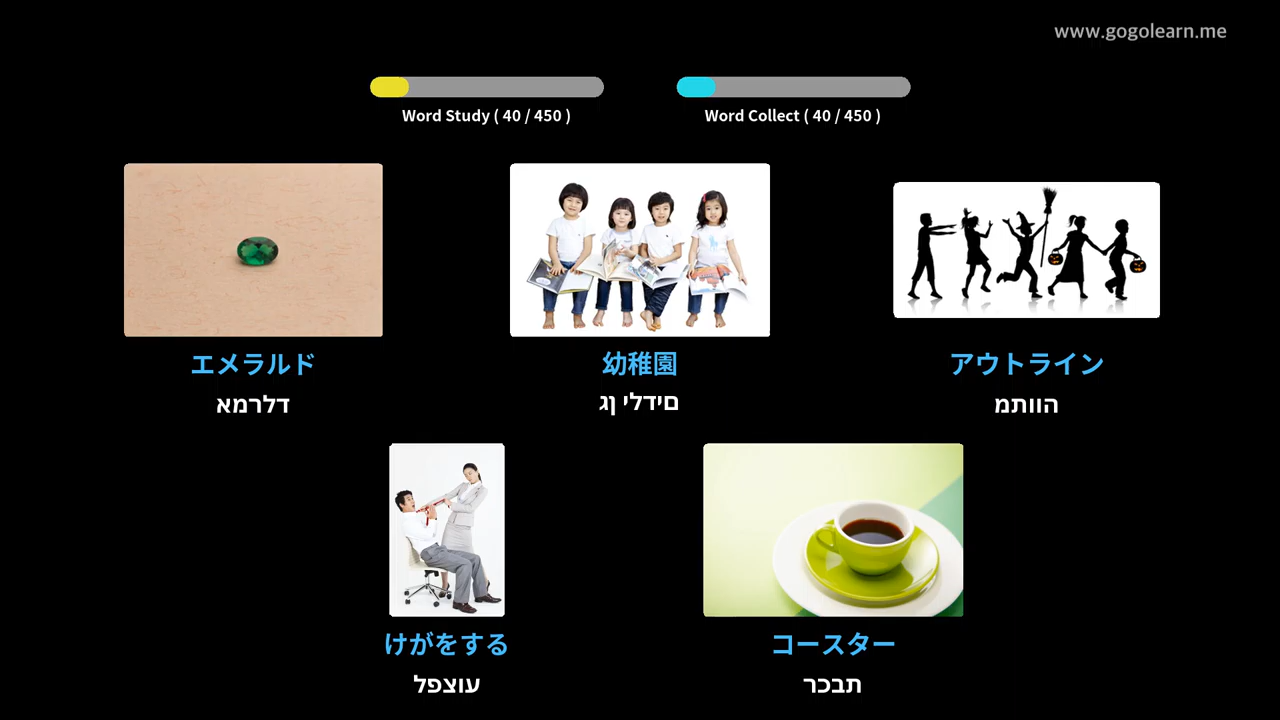 www.gogolearn.me
Word Study ( 40 / 450 )
Word Collect ( 40 / 450 )
エメラルド
דלרמא
幼稚園
םידלי ןג
アウトライン
הוותמ
けがをする
עוצפל
コースター
תבכר